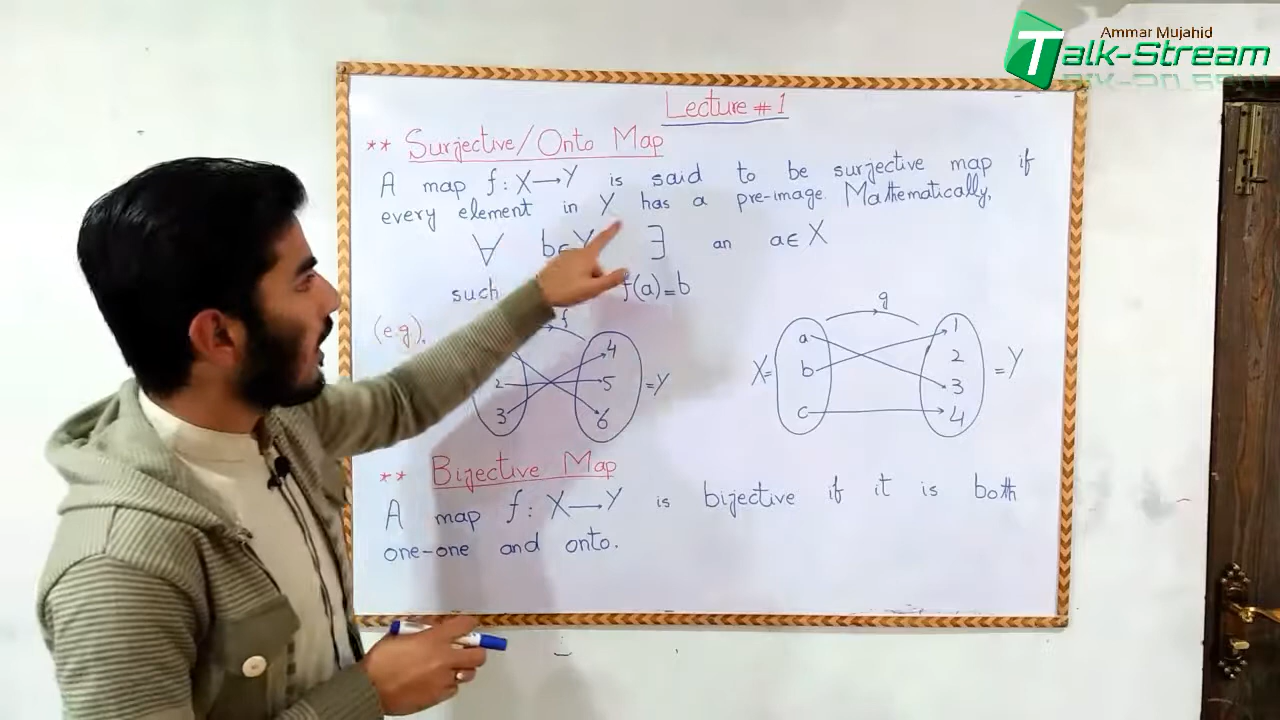 Ammar Mujahid
Talk-Stream
Lecture # 1
** Surjective/Onto Map
A map f: X→Y is said to be surjective map if
every element in Y has a pre-image. Mathematically,
∀ b∈Y ∃ an a∈X
such f(a)=b
(e.g).
f
2
3
4
5
6
=Y
g
X=
a
b
c
1
2
3
4
=Y
** Bijective Map
A map f: X→Y is bijective if it is both
one-one and onto.